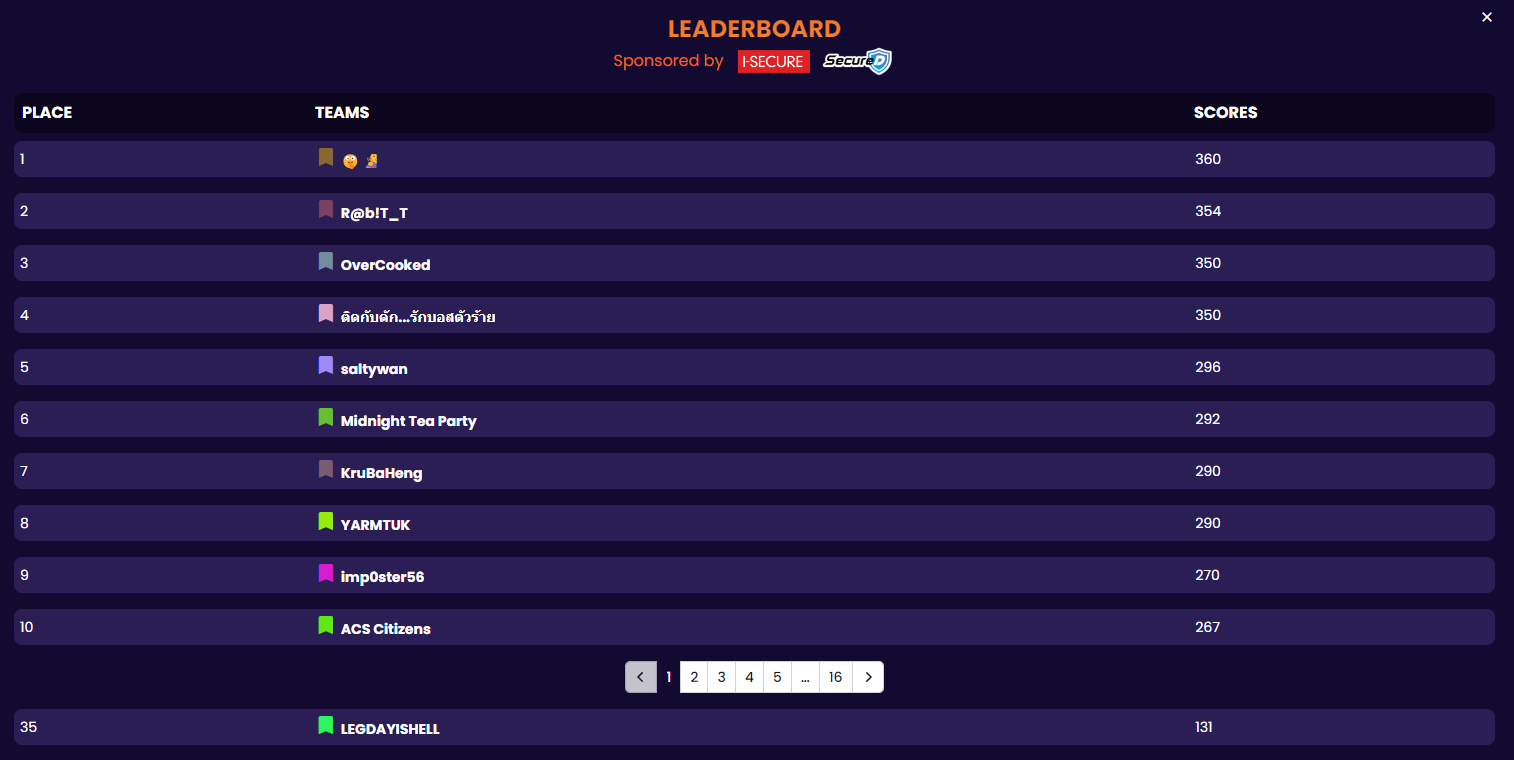 LEADERBOARD
Sponsored by I-SECURE SecureD
PLACE TEAMS SCORES
1 360
2 R@b!T_T 354
3 OverCooked 350
4 ติดกับดัก...รักบอสตัวร้าย 350
5 saltywan 296
6 Midnight Tea Party 292
7 KruBaHeng 290
8 YARMTUK 290
9 imp0ster56 270
10 ACS Citizens 267
1 2 3 4 5 ... 16
35 LEGDAYISHELL 131